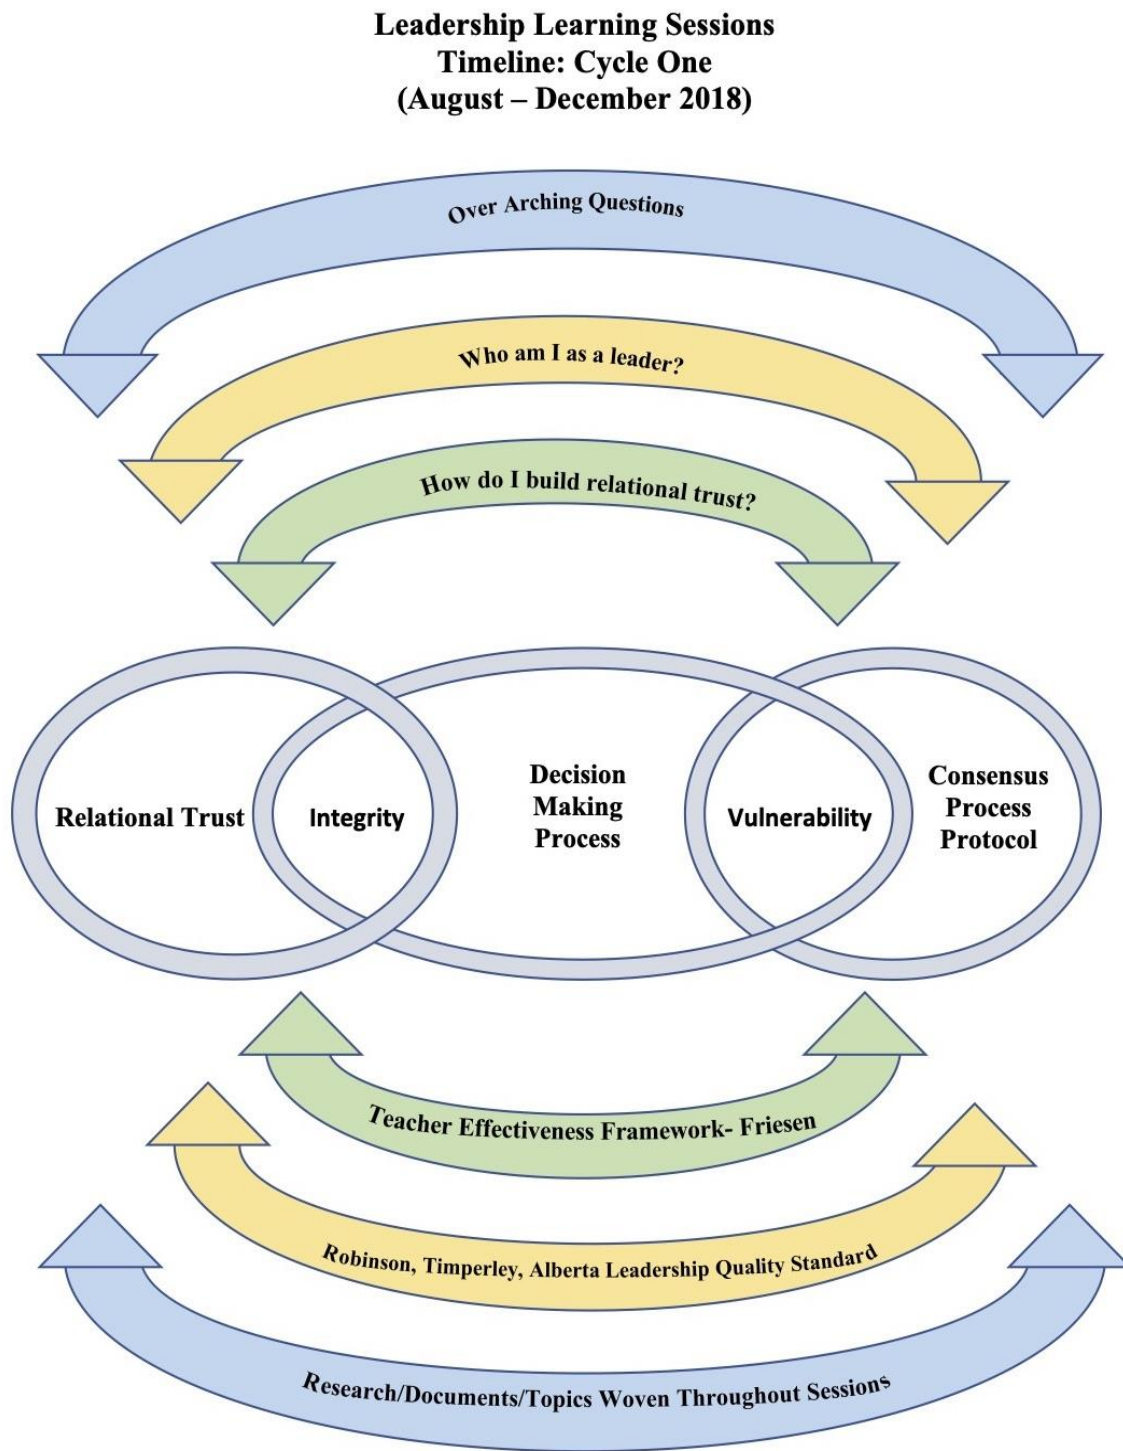 Leadership Learning Sessions
Timeline: Cycle One
(August – December 2018)
Over Arching Questions
Who am I as a leader?
How do I build relational trust?
Relational Trust
Integrity
Decision
Making
Process
Vulnerability
Consensus
Process
Protocol
Teacher Effectiveness Framework- Friesen
Robinson, Timperley, Alberta Leadership Quality Standard
Research/Documents/Topics Woven Throughout Sessions